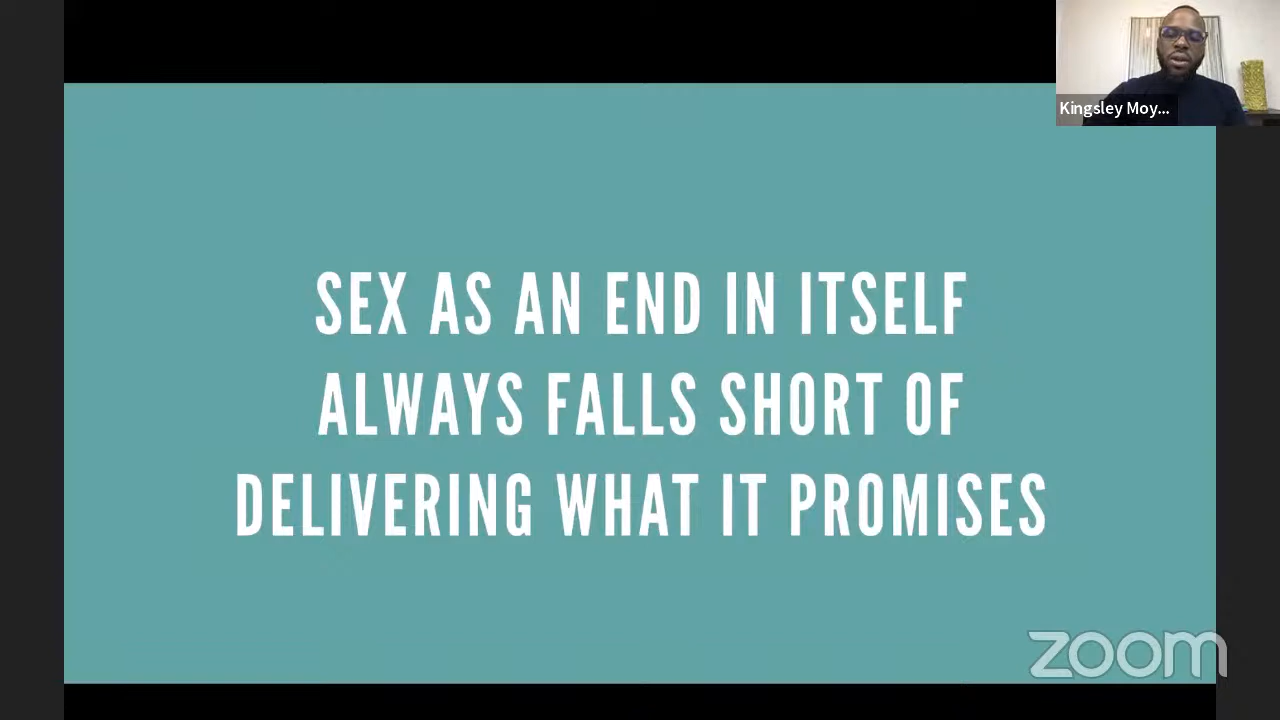 Kingsley Moy...
SEX AS AN END IN ITSELF
ALWAYS FALLS SHORT OF
DELIVERING WHAT IT PROMISES
zoom